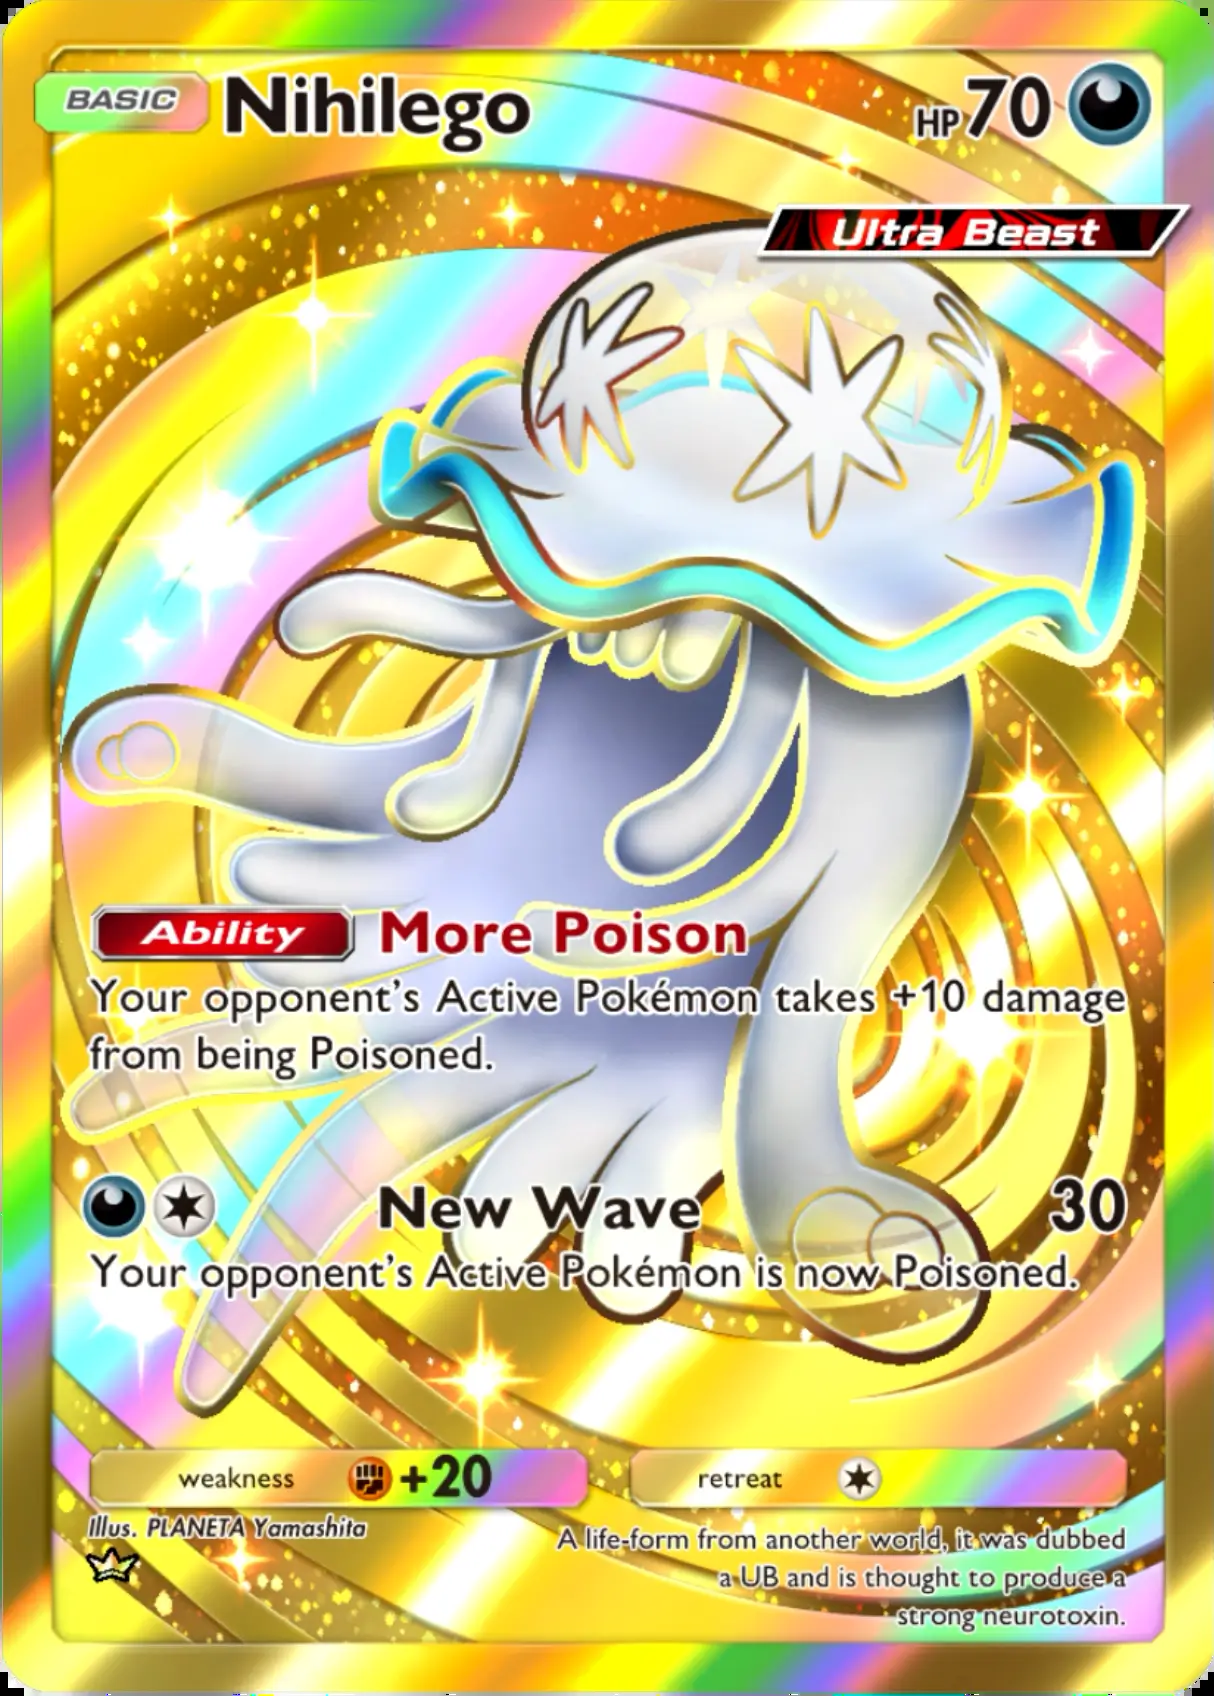 BASIC Nihilego HP 70
Ultra Beast
Ability More Poison
Your opponent's Active Pokémon takes +10 damage
from being Poisoned.
New Wave 30
Your opponent's Active Pokémon is now Poisoned.
weakness +20 retreat
Illus. PLANETA Yamashita
A life-form from another world, it was dubbed
a UB and is thought to produce a
strong neurotoxin.